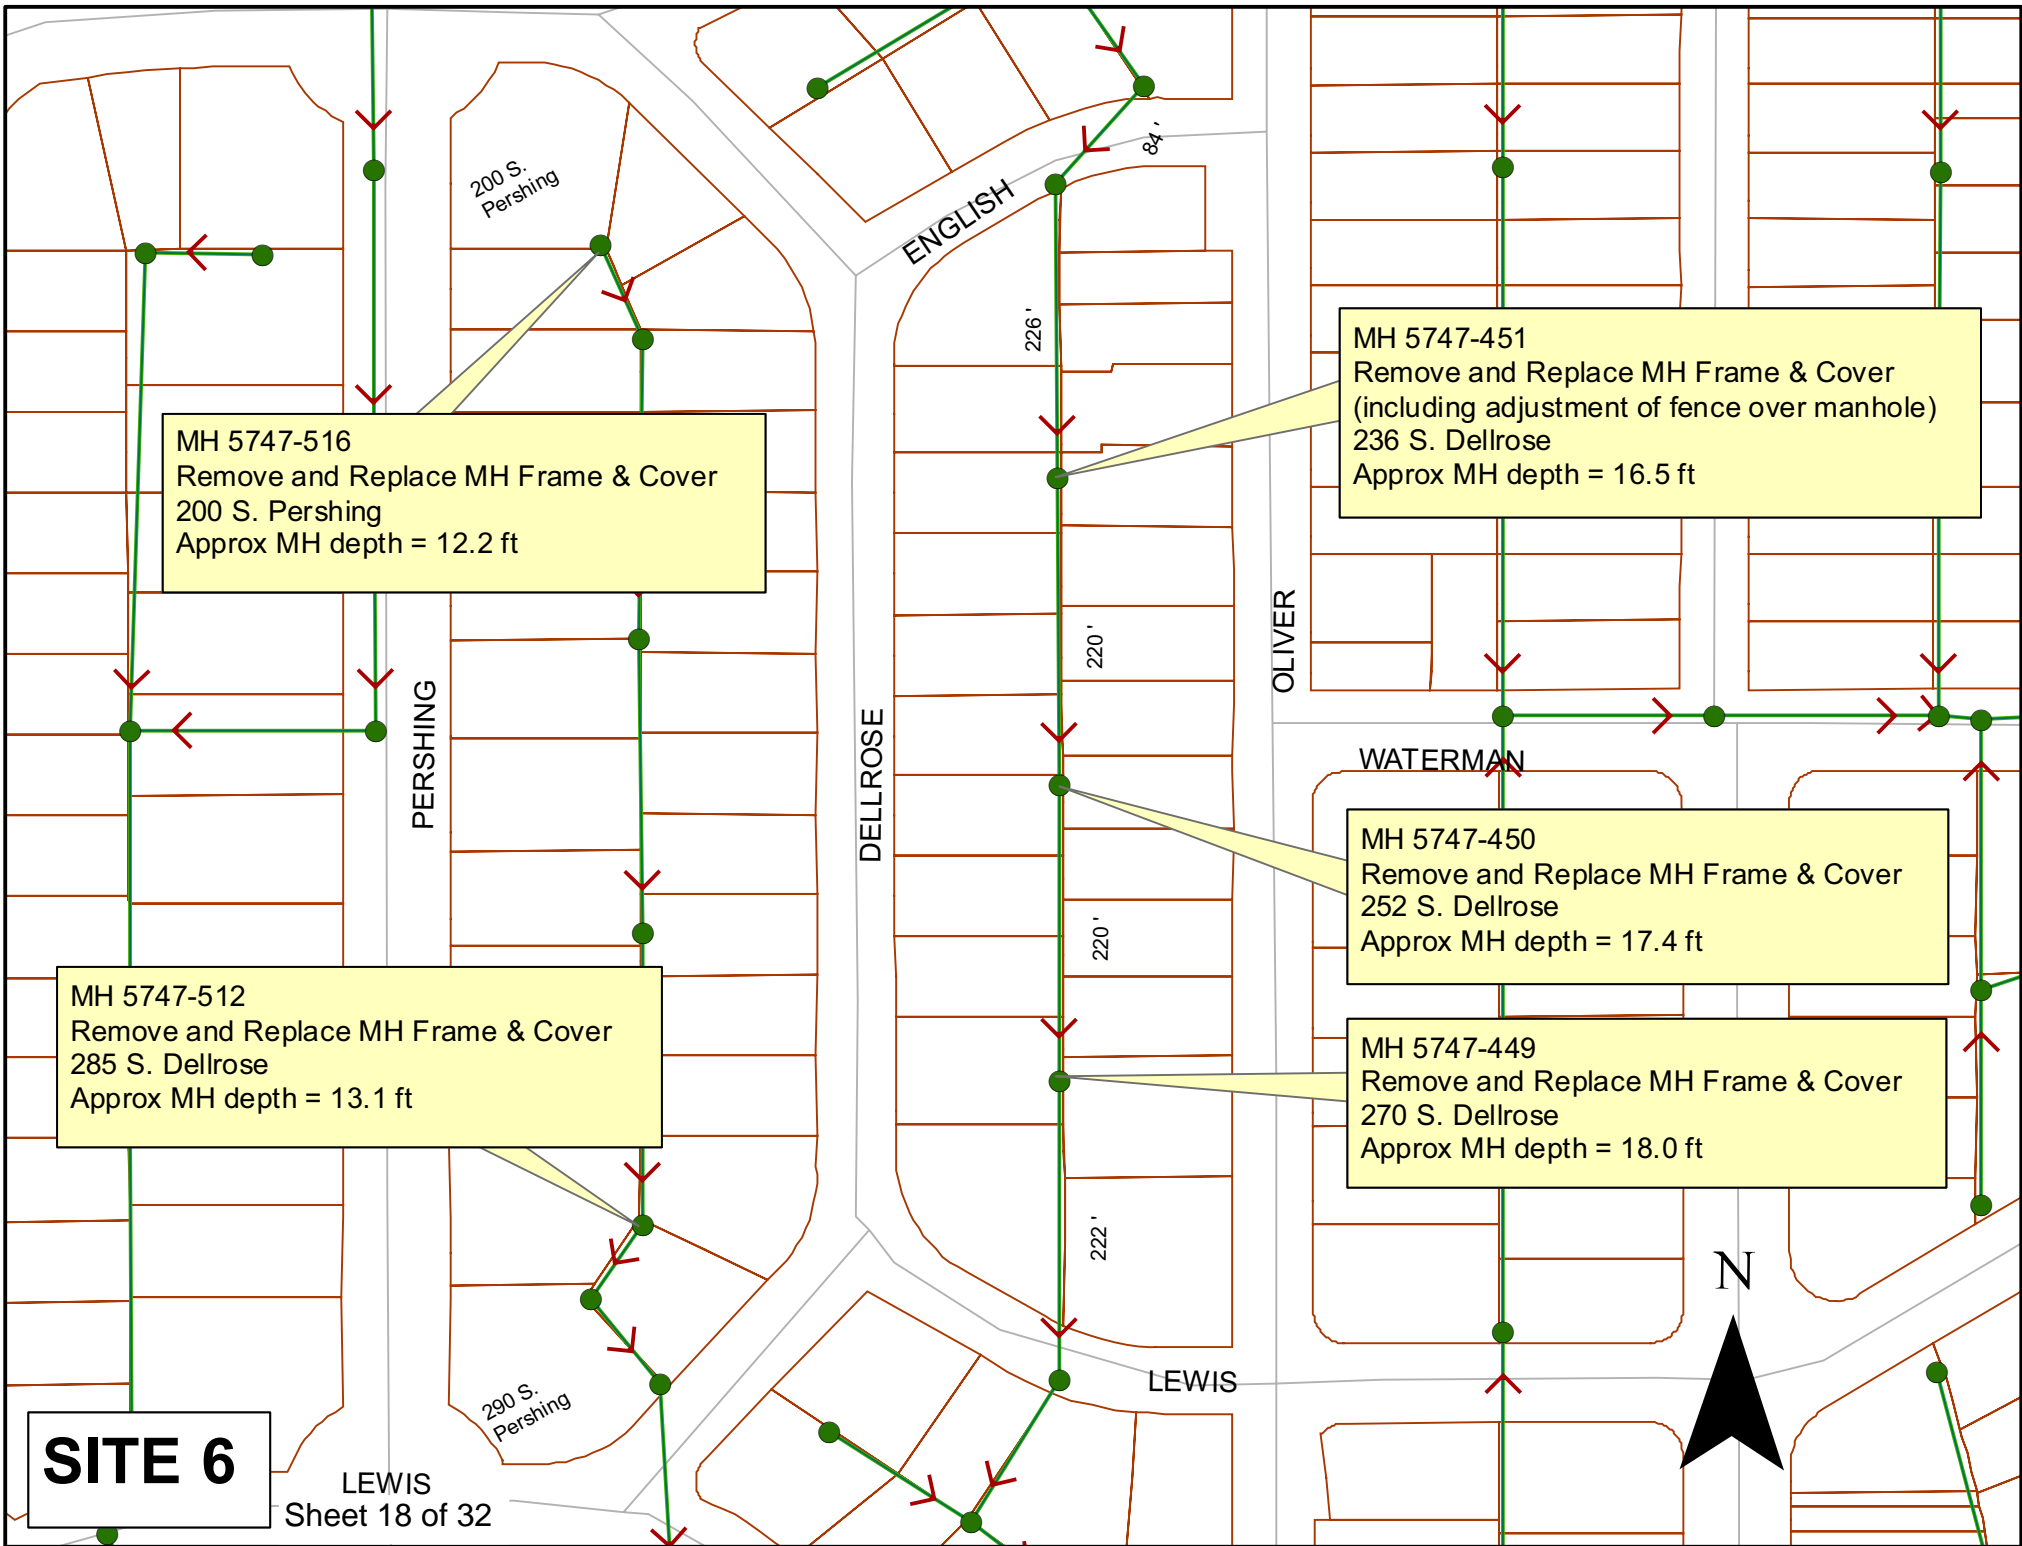 84 '
200 S.
Pershing
ENGLISH
226 '
MH 5747-451
Remove and Replace MH Frame & Cover
(including adjustment of fence over manhole)
236 S. Dellrose
Approx MH depth = 16.5 ft
MH 5747-516
Remove and Replace MH Frame & Cover
200 S. Pershing
Approx MH depth = 12.2 ft
OLIVER
220 '
PERSHING
DELLROSE
WATERMAN
MH 5747-450
Remove and Replace MH Frame & Cover
252 S. Dellrose
Approx MH depth = 17.4 ft
220 '
MH 5747-512
Remove and Replace MH Frame & Cover
285 S. Dellrose
Approx MH depth = 13.1 ft
MH 5747-449
Remove and Replace MH Frame & Cover
270 S. Dellrose
Approx MH depth = 18.0 ft
222 '
N
LEWIS
290 S.
Pershing
SITE 6
LEWIS
Sheet 18 of 32